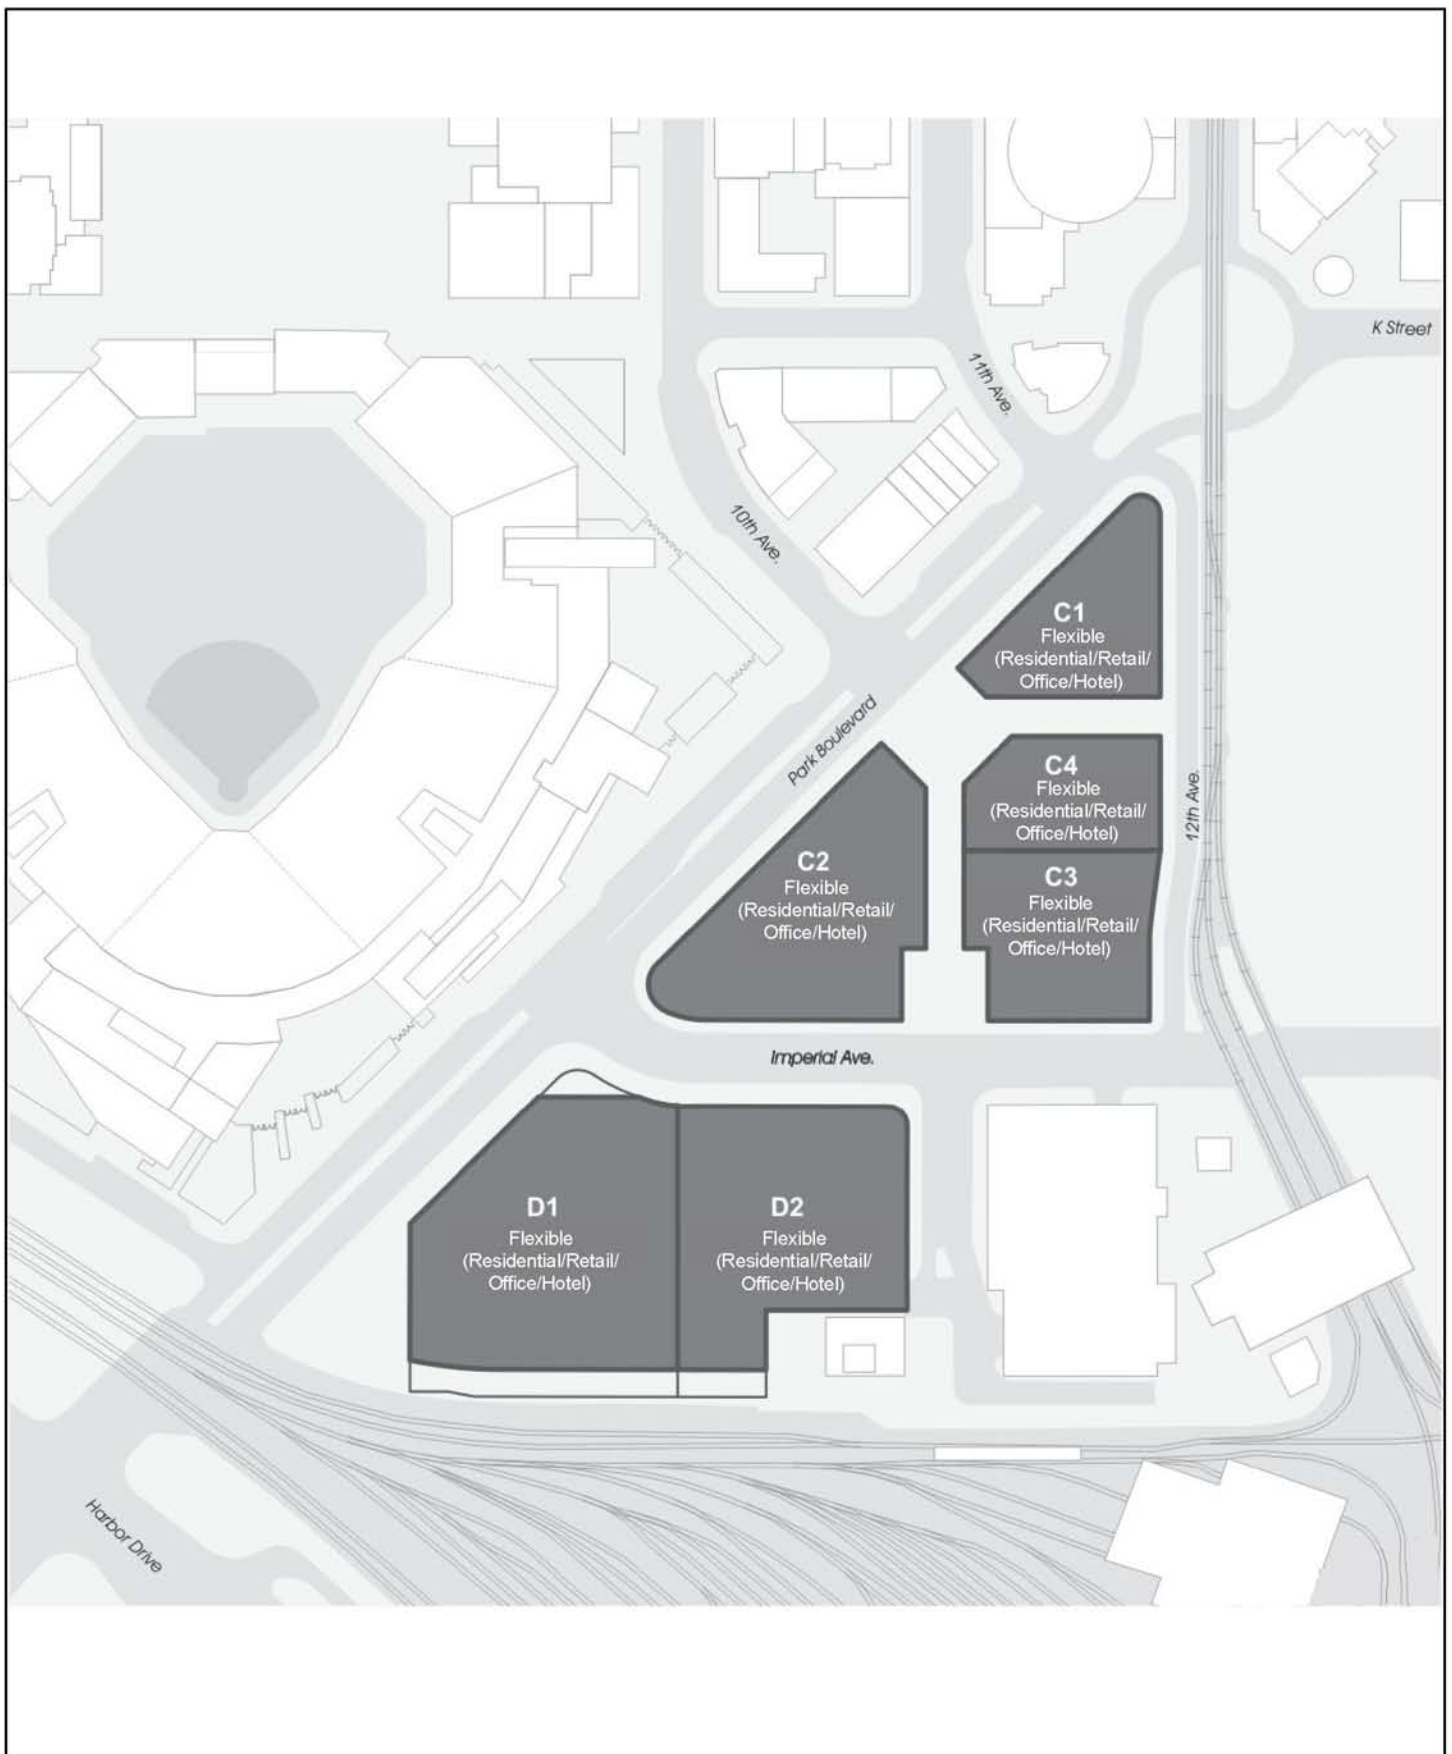 K Street
11th Ave.
10th Ave.
C1
Flexible
(Residential/Retail/
Office/Hotel)
Park Boulevard
C4
Flexible
(Residential/Retail/
Office/Hotel)
12th Ave.
C2
Flexible
(Residential/Retail/
Office/Hotel)
C3
Flexible
(Residential/Retail/
Office/Hotel)
Imperial Ave.
D1
Flexible
(Residential/Retail/
Office/Hotel)
D2
Flexible
(Residential/Retail/
Office/Hotel)
Harbor Drive